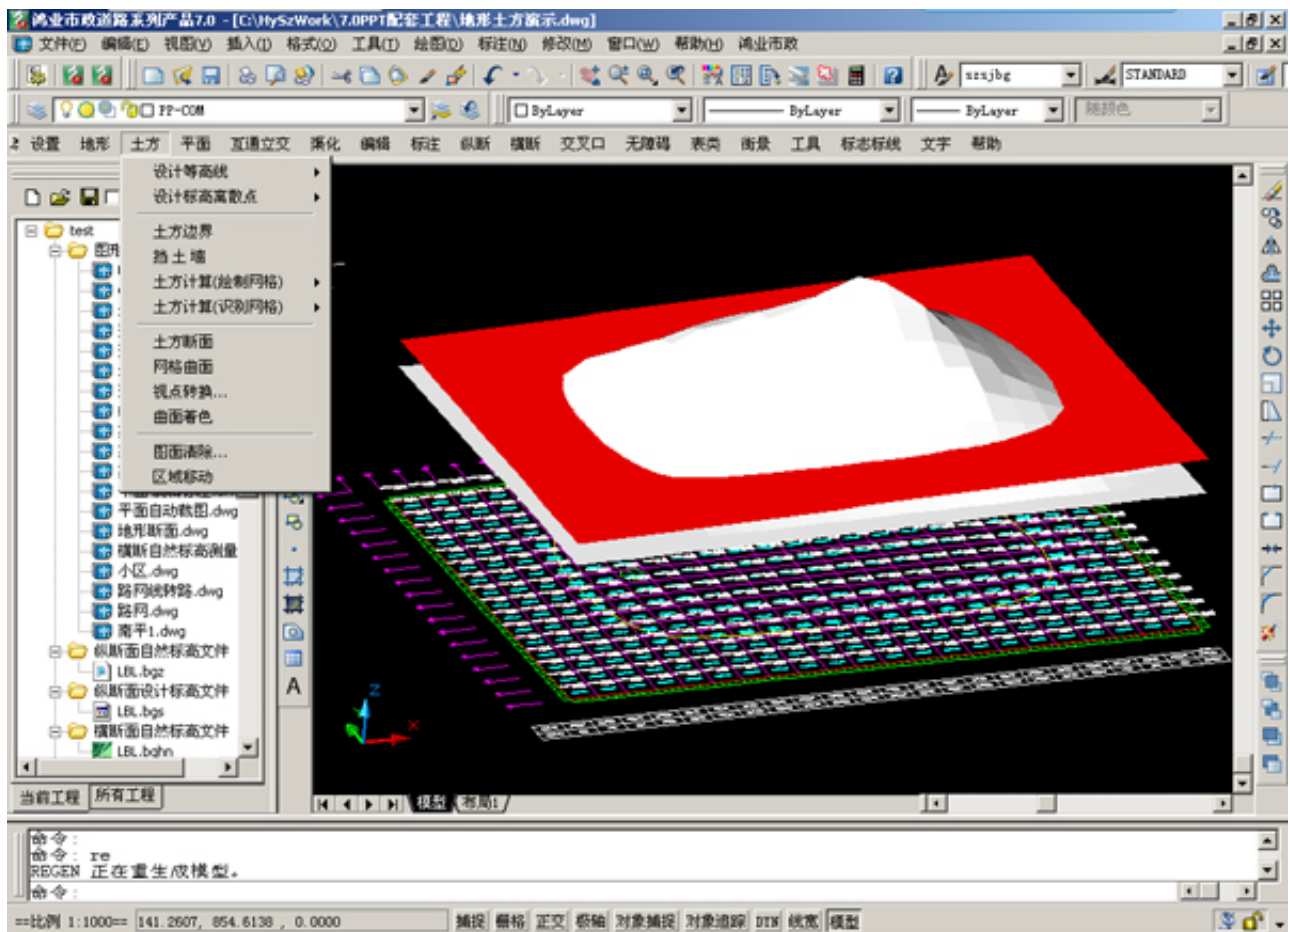 鸿业市政道路系列产品7.0 - [C:\HySzWork\7.0PPT配套工程\地形土方演示.dwg]
文件(F) 编辑(E) 视图(V) 插入(I) 格式(O) 工具(T) 绘图(D) 标注(N) 修改(M) 窗口(W) 帮助(H) 鸿业市政
szxjbg STANDARD
PP-COM ByLayer ByLayer ByLayer 随颜色
设置 地形 土方 平面 互通立交 渠化 编辑 标注 纵断 横断 交叉口 无障碍 表类 街景 工具 标志标线 文字 帮助
设计等高线
设计标高离散点
土方边界
挡土墙
土方计算(绘制网格)
土方计算(识别网格)
土方断面
网格曲面
视点转换...
曲面着色
图面清除...
区域移动
test
图形
平面自动截图.dwg
地形断面.dwg
横断自然标高测量
小区.dwg
路网线转路.dwg
路网.dwg
南平1.dwg
纵断面自然标高文件
LBL.bgz
纵断面设计标高文件
LBL.bgs
横断面自然标高文件
LBL.bghn
当前工程 所有工程
Z
X
A
模型 布局1
命令:
命令: re
REGEN 正在重生成模型。
命令:
==比例 1:1000== 141.2607, 854.6138 , 0.0000 捕捉 栅格 正交 极轴 对象捕捉 对象追踪 DYN 线宽 模型